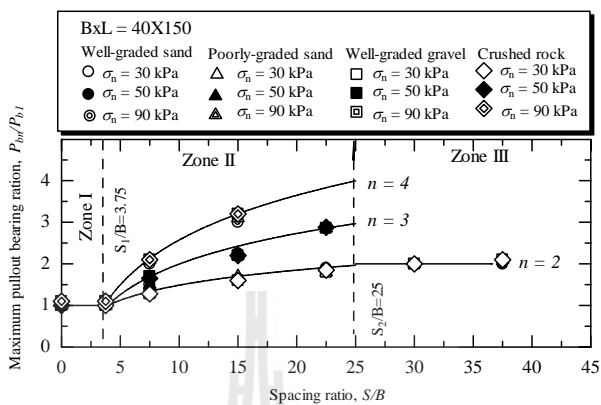 BxL = 40X150
Well-graded sand Poorly-graded sand Well-graded gravel Crushed rock
σn = 30 kPa σn = 30 kPa σn = 30 kPa σn = 30 kPa
σn = 50 kPa σn = 50 kPa σn = 50 kPa σn = 50 kPa
σn = 90 kPa σn = 90 kPa σn = 90 kPa σn = 90 kPa
Maximum pullout bearing ration, Pbn/Pb1
Zone I
Zone II
Zone III
S1/B=3.75
S2/B=25
n = 4
n = 3
n = 2
4
3
2
1
0
0 5 10 15 20 25 30 35 40 45
Spacing ratio, S/B